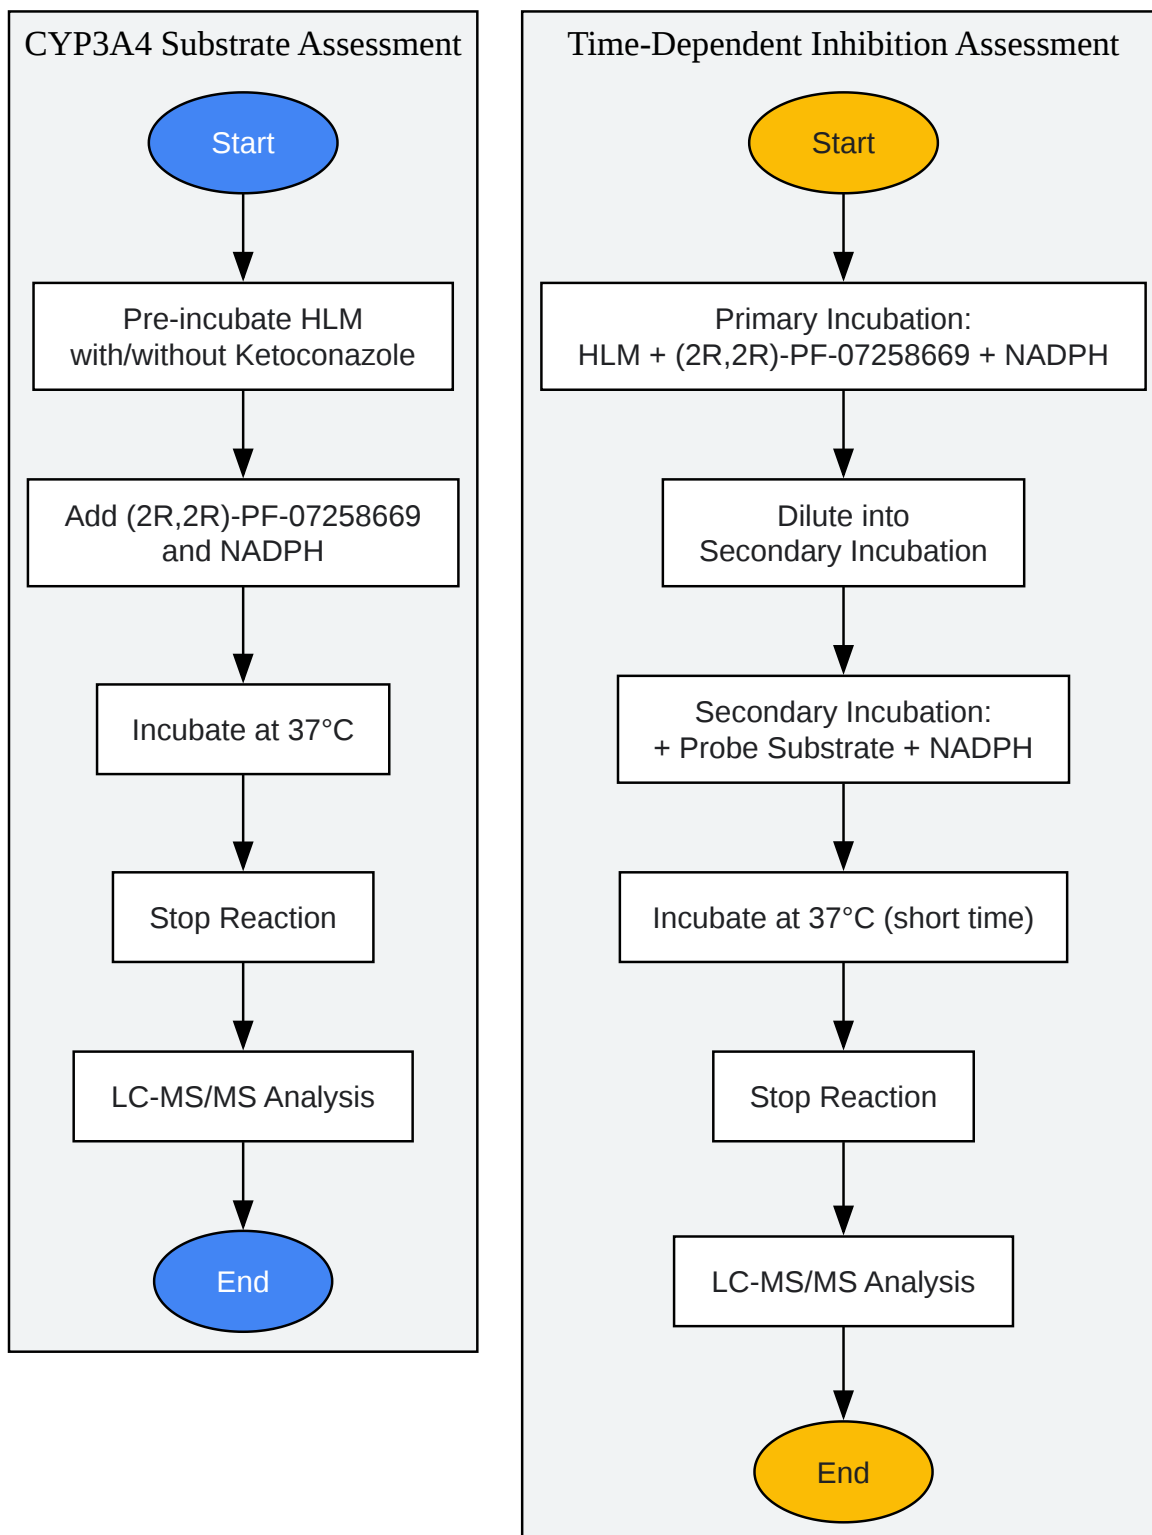 CYP3A4 Substrate Assessment
Start
Pre-incubate HLM
with/without Ketoconazole
Add (2R,2R)-PF-07258669
and NADPH
Incubate at 37°C
Stop Reaction
LC-MS/MS Analysis
End
Time-Dependent Inhibition Assessment
Start
Primary Incubation:
HLM + (2R,2R)-PF-07258669 + NADPH
Dilute into
Secondary Incubation
Secondary Incubation:
+ Probe Substrate + NADPH
Incubate at 37°C (short time)
Stop Reaction
LC-MS/MS Analysis
End